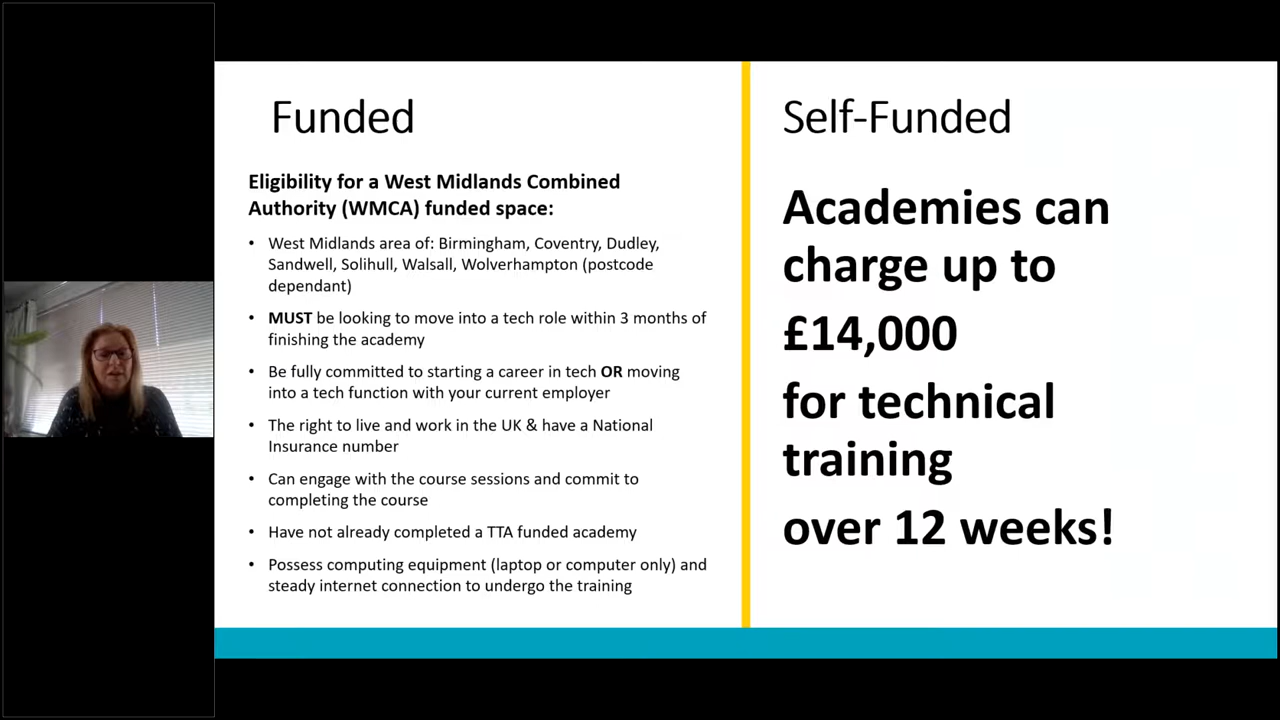 Funded
Eligibility for a West Midlands Combined
Authority (WMCA) funded space:
• West Midlands area of: Birmingham, Coventry, Dudley,
Sandwell, Solihull, Walsall, Wolverhampton (postcode
dependant)
• MUST be looking to move into a tech role within 3 months of
finishing the academy
• Be fully committed to starting a career in tech OR moving
into a tech function with your current employer
• The right to live and work in the UK & have a National
Insurance number
• Can engage with the course sessions and commit to
completing the course
• Have not already completed a TTA funded academy
• Possess computing equipment (laptop or computer only) and
steady internet connection to undergo the training
Self-Funded
Academies can
charge up to
£14,000
for technical
training
over 12 weeks!